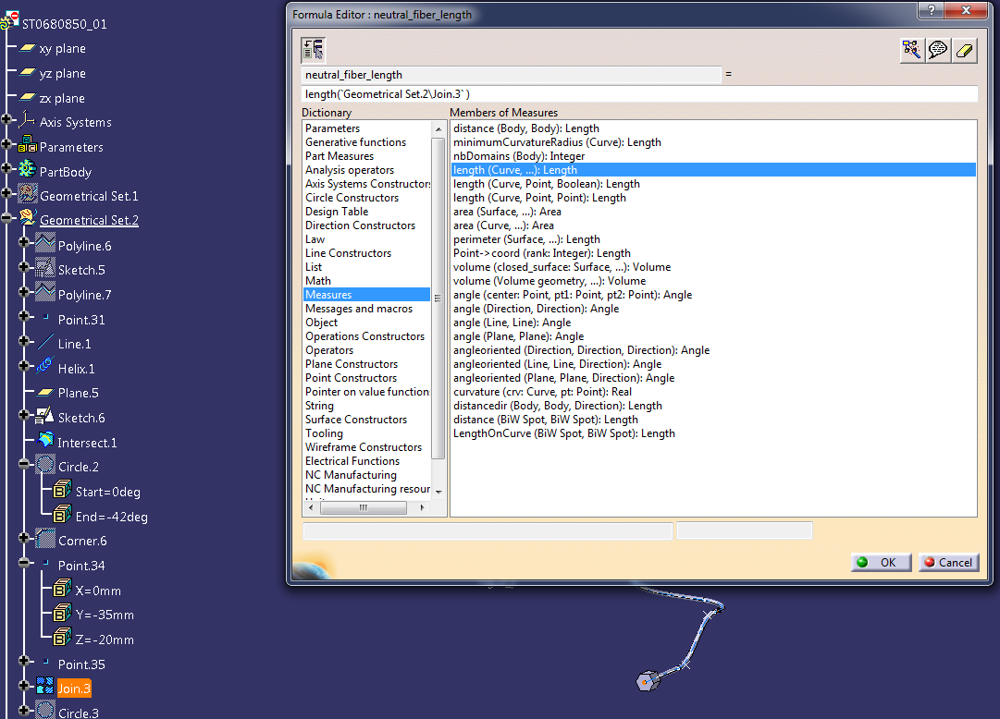 ST0680850_01
xy plane
yz plane
zx plane
Axis Systems
Parameters
PartBody
Geometrical Set.1
Geometrical Set.2
Polyline.6
Sketch.5
Polyline.7
Point.31
Line.1
Helix.1
Plane.5
Sketch.6
Intersect.1
Circle.2
Start=0deg
End=-42deg
Corner.6
Point.34
X=0mm
Y=-35mm
Z=-20mm
Point.35
Join.3
Circle.3
Formula Editor : neutral_fiber_length
neutral_fiber_length =
length(`Geometrical Set.2\Join.3`)
Dictionary
Parameters
Generative functions
Part Measures
Analysis operators
Axis Systems Constructors
Circle Constructors
Design Table
Direction Constructors
Law
Line Constructors
List
Math
Measures
Messages and macros
Object
Operations Constructors
Operators
Plane Constructors
Point Constructors
Pointer on value function
String
Surface Constructors
Tooling
Wireframe Constructors
Electrical Functions
NC Manufacturing
NC Manufacturing resour
Members of Measures
distance (Body, Body): Length
minimumCurvatureRadius (Curve): Length
nbDomains (Body): Integer
length (Curve, ...): Length
length (Curve, Point, Boolean): Length
length (Curve, Point, Point): Length
area (Surface, ...): Area
area (Curve, ...): Area
perimeter (Surface, ...): Length
Point->coord (rank: Integer): Length
volume (closed_surface: Surface, ...): Volume
volume (Volume geometry, ...): Volume
angle (center: Point, pt1: Point, pt2: Point): Angle
angle (Direction, Direction): Angle
angle (Line, Line): Angle
angle (Plane, Plane): Angle
angleoriented (Direction, Direction, Direction): Angle
angleoriented (Line, Line, Direction): Angle
angleoriented (Plane, Plane, Direction): Angle
curvature (crv: Curve, pt: Point): Real
distancedir (Body, Body, Direction): Length
distance (BiW Spot, BiW Spot): Length
LengthOnCurve (BiW Spot, BiW Spot): Length
OK
Cancel